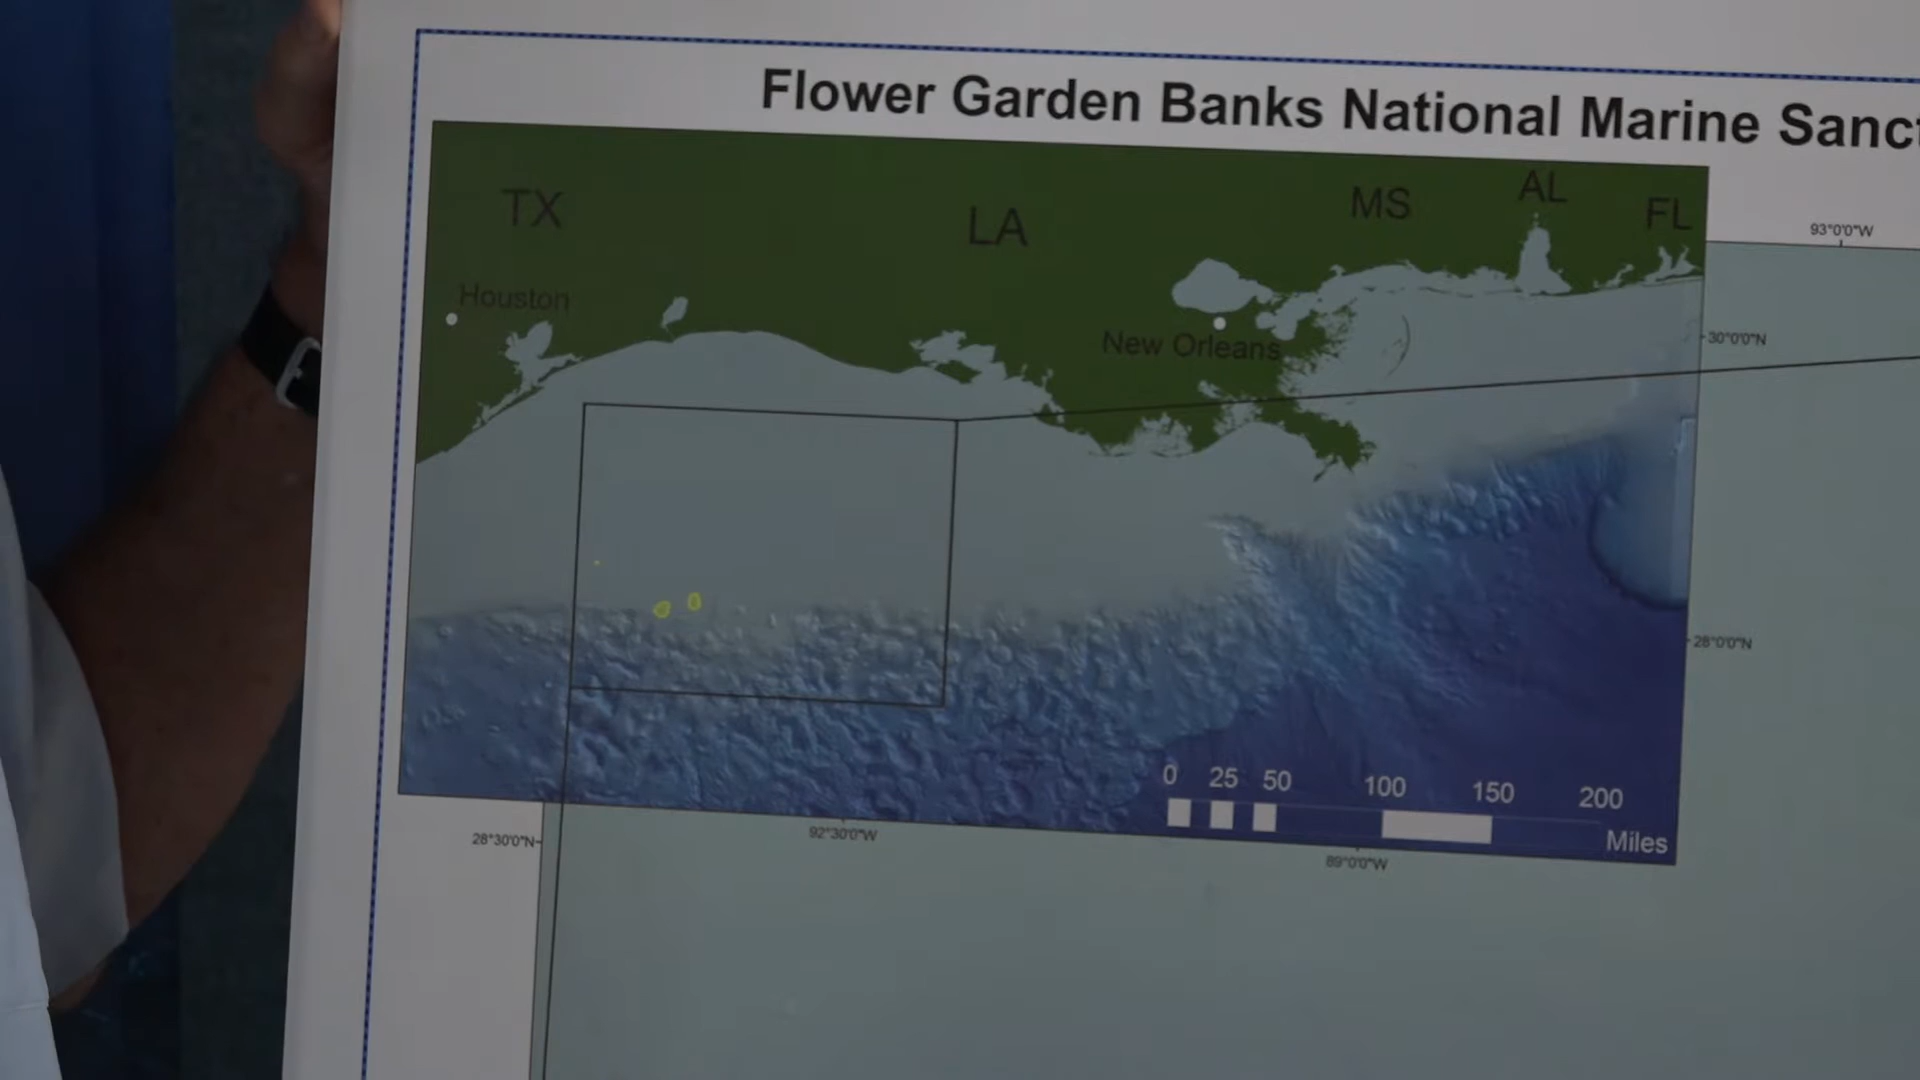 Flower Garden Banks National Marine Sanct
TX
LA
MS
AL
FL
93°0'0"W
Houston
New Orleans
30°0'0"N
28°0'0"N
0 25 50 100 150 200
Miles
28°30'0"N
92°30'0"W
89°0'0"W